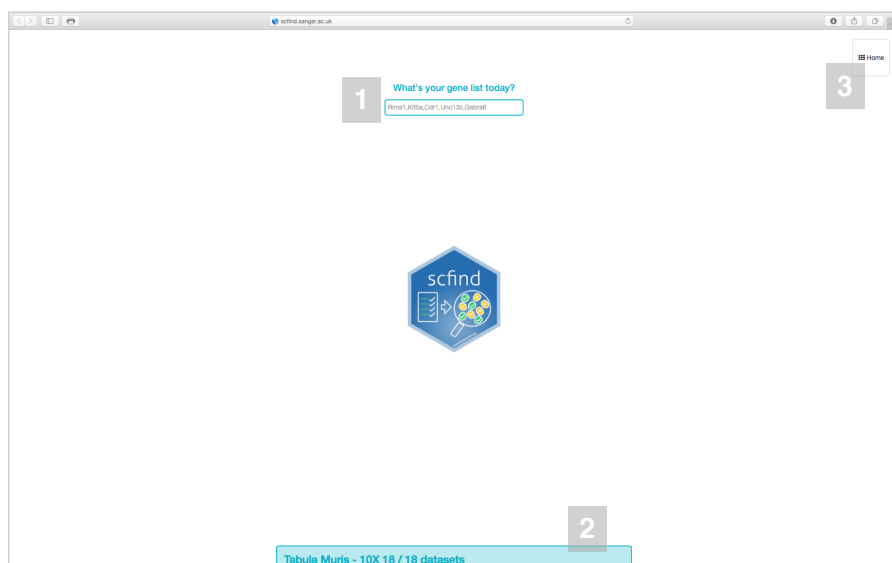 scfind.sanger.ac.uk
Home
3
What's your gene list today?
1
Rims1,Kif5a,Cdr1,Unc13c,Gabra6
scfind
2
Tabula Muris - 10X 18 / 18 datasets